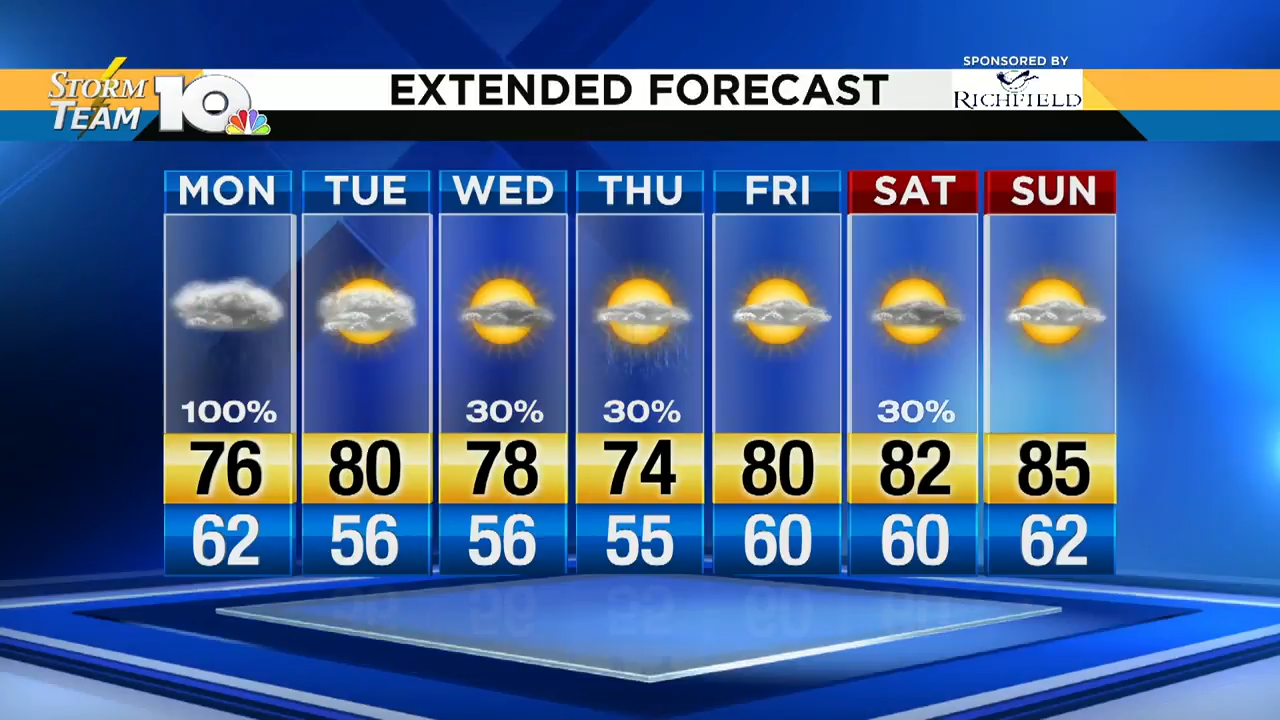 SPONSORED BY
STORM
TEAM
10
EXTENDED FORECAST
RICHFIELD
MON TUE WED THU FRI SAT SUN
100% 30% 30% 30%
76 80 78 74 80 82 85
62 56 56 55 60 60 62